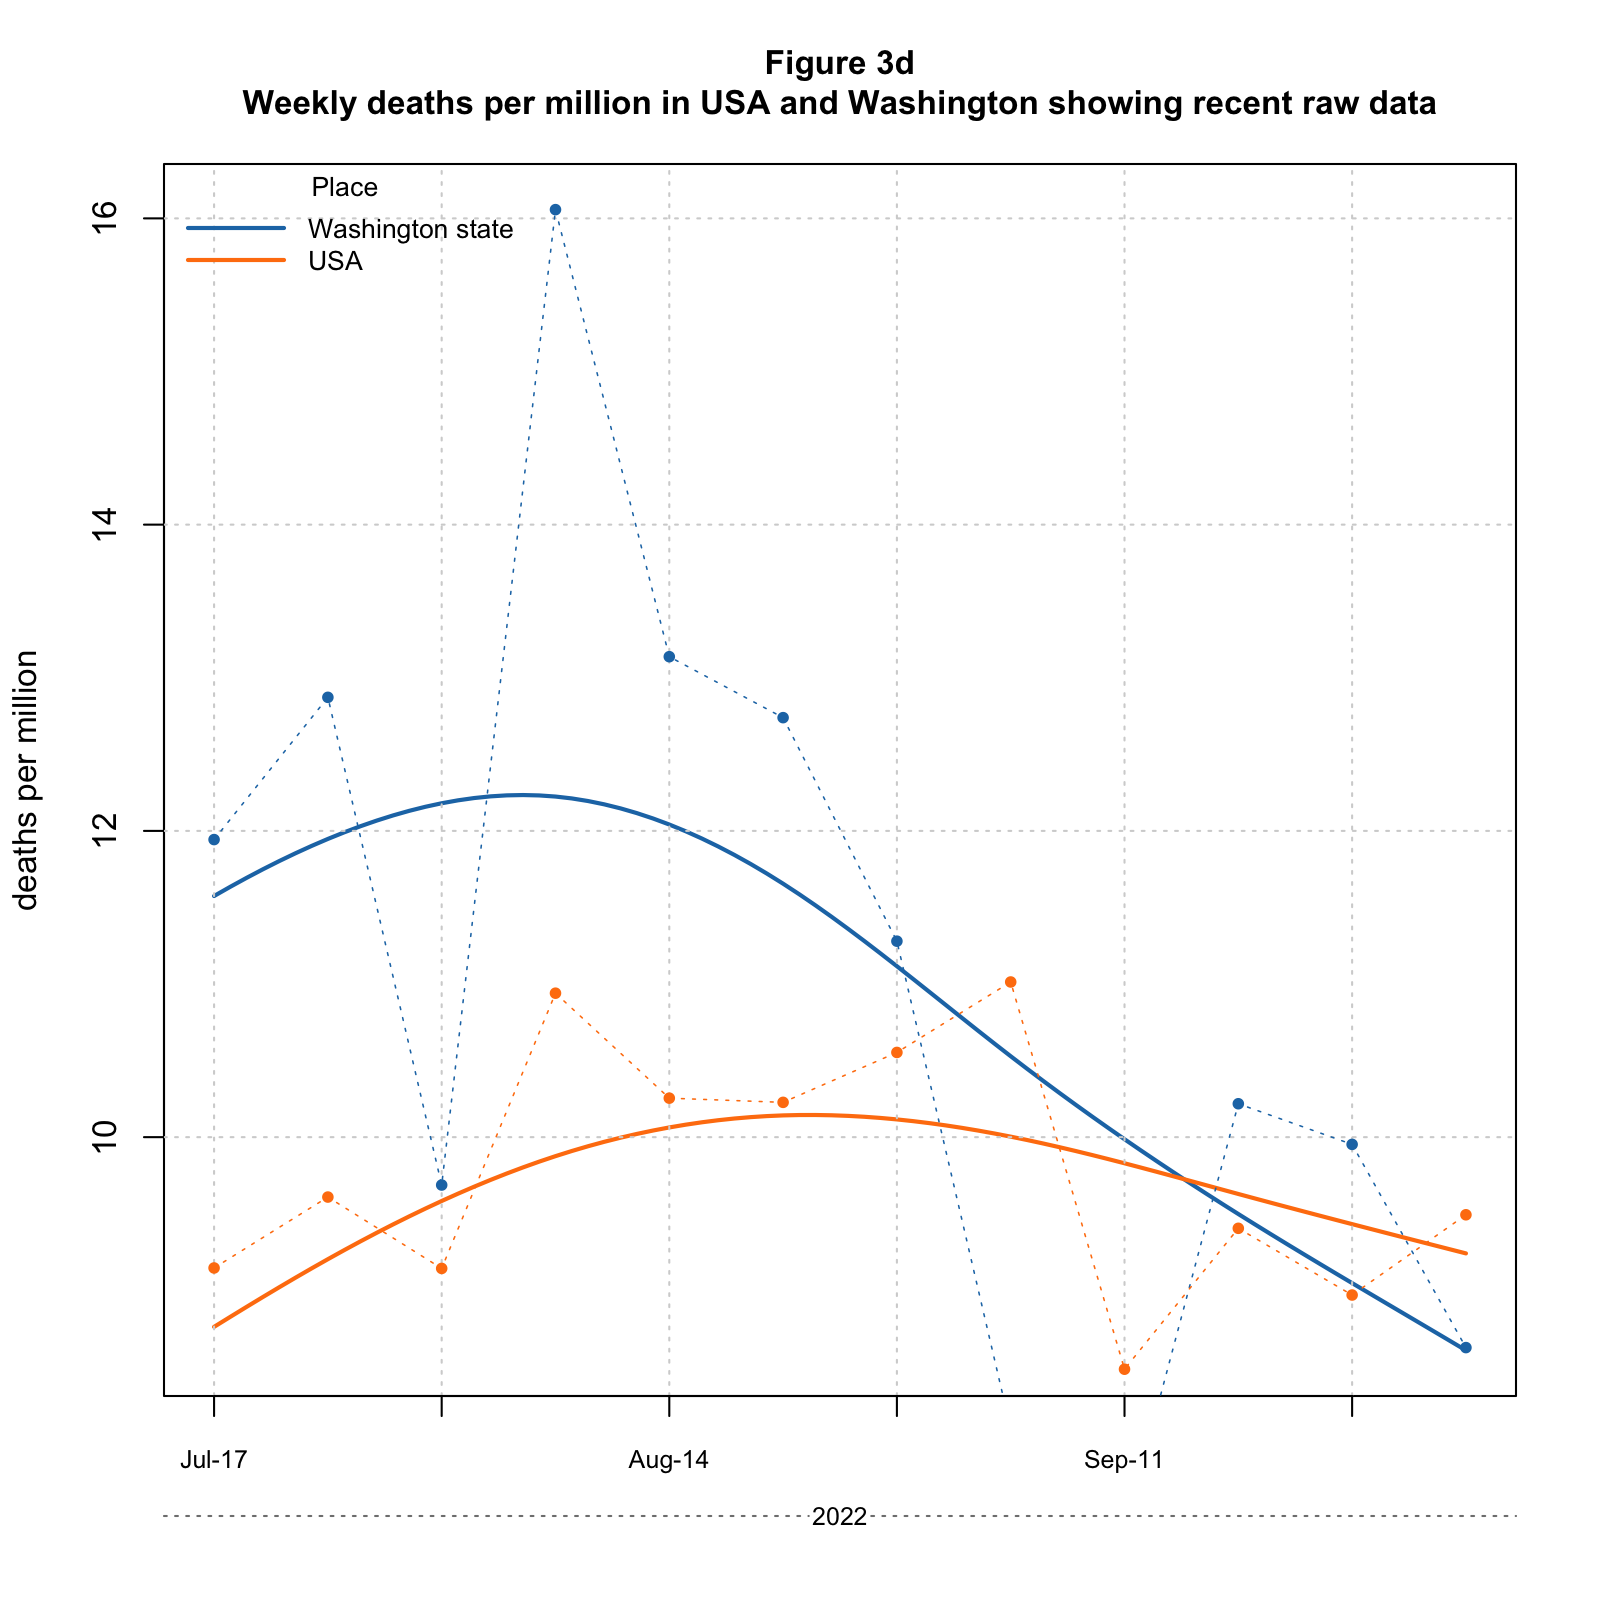 Figure 3d
Weekly deaths per million in USA and Washington showing recent raw data
Place
Washington state
USA
16
14
12
10
deaths per million
Jul-17
Aug-14
Sep-11
2022